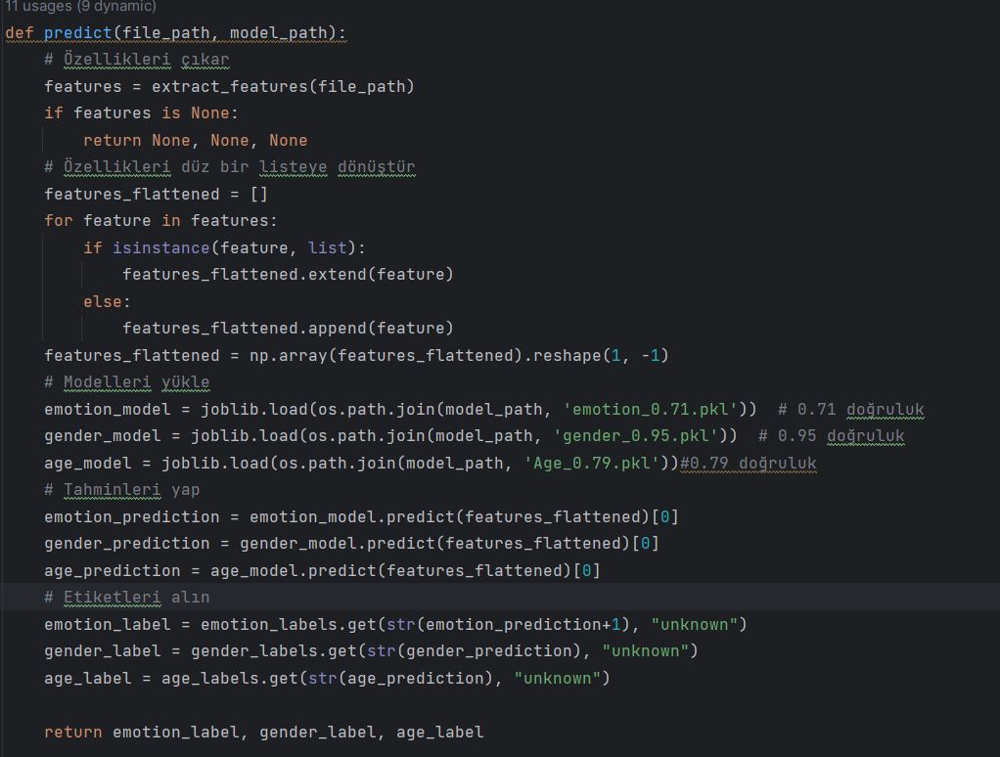 11 usages (9 dynamic)
def predict(file_path, model_path):
    # Özellikleri çıkar
    features = extract_features(file_path)
    if features is None:
        return None, None, None
    # Özellikleri düz bir listeye dönüştür
    features_flattened = []
    for feature in features:
        if isinstance(feature, list):
            features_flattened.extend(feature)
        else:
            features_flattened.append(feature)
    features_flattened = np.array(features_flattened).reshape(1, -1)
    # Modelleri yükle
    emotion_model = joblib.load(os.path.join(model_path, 'emotion_0.71.pkl'))  # 0.71 doğruluk
    gender_model = joblib.load(os.path.join(model_path, 'gender_0.95.pkl'))  # 0.95 doğruluk
    age_model = joblib.load(os.path.join(model_path, 'Age_0.79.pkl'))#0.79 doğruluk
    # Tahminleri yap
    emotion_prediction = emotion_model.predict(features_flattened)[0]
    gender_prediction = gender_model.predict(features_flattened)[0]
    age_prediction = age_model.predict(features_flattened)[0]
    # Etiketleri alın
    emotion_label = emotion_labels.get(str(emotion_prediction+1), "unknown")
    gender_label = gender_labels.get(str(gender_prediction), "unknown")
    age_label = age_labels.get(str(age_prediction), "unknown")

    return emotion_label, gender_label, age_label